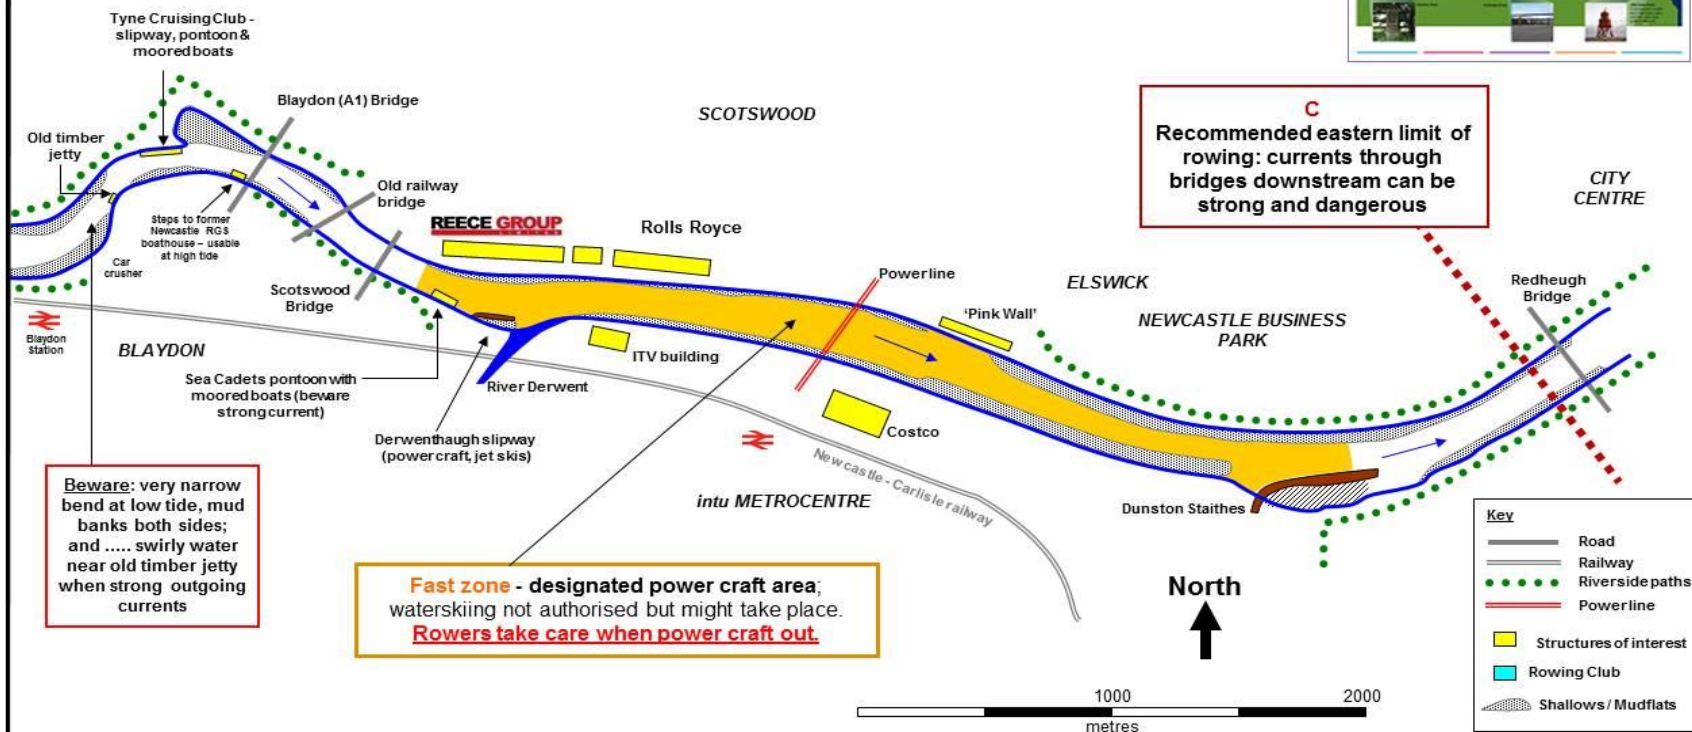 Tyne Cruising Club -
slipway, pontoon &
moored boats
Blaydon (A1) Bridge
Old timber
jetty
SCOTSWOOD
C
Recommended eastern limit of
rowing: currents through
bridges downstream can be
strong and dangerous
CITY
CENTRE
Old railway
bridge
Steps to former
Newcastle RGS
boathouse – usable
at high tide
Car
crusher
REECE GROUP
LIMITED
Rolls Royce
Powerline
ELSWICK
Redheugh
Bridge
Scotswood
Bridge
'Pink Wall'
NEWCASTLE BUSINESS
PARK
Blaydon
Station
BLAYDON
ITV building
Sea Cadets pontoon with
moored boats (beware
strong current)
River Derwent
Derwenthaugh slipway
(power craft, jet skis)
Costco
Newcastle - Carlisle railway
intu METROCENTRE
Dunston Staithes
Beware: very narrow
bend at low tide, mud
banks both sides;
and ..... swirly water
near old timber jetty
when strong outgoing
currents
Fast zone - designated power craft area;
waterskiing not authorised but might take place.
Rowers take care when power craft out.
North
Key
Road
Railway
Riverside paths
Powerline
Structures of interest
Rowing Club
Shallows / Mudflats
1000
2000
metres